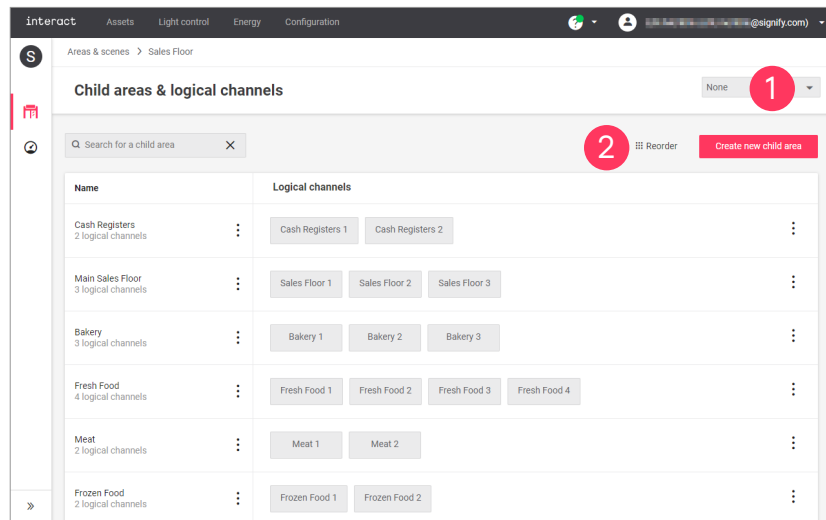 interact Assets Light control Energy Configuration ? @signify.com)
S Areas & scenes > Sales Floor
Child areas & logical channels None 1
Search for a child area X 2 Reorder Create new child area
Name Logical channels
Cash Registers
2 logical channels
Cash Registers 1 Cash Registers 2
Main Sales Floor
3 logical channels
Sales Floor 1 Sales Floor 2 Sales Floor 3
Bakery
3 logical channels
Bakery 1 Bakery 2 Bakery 3
Fresh Food
4 logical channels
Fresh Food 1 Fresh Food 2 Fresh Food 3 Fresh Food 4
Meat
2 logical channels
Meat 1 Meat 2
Frozen Food
2 logical channels
Frozen Food 1 Frozen Food 2